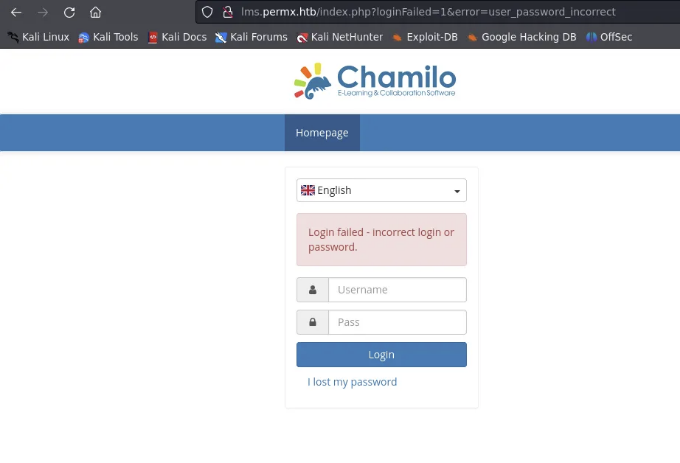 lms.permx.htb/index.php?loginFailed=1&error=user_password_incorrect
Kali Linux Kali Tools Kali Docs Kali Forums Kali NetHunter Exploit-DB Google Hacking DB OffSec
Chamilo
E-Learning & Collaboration Software
Homepage
English
Login failed - incorrect login or
password.
Username
Pass
Login
I lost my password